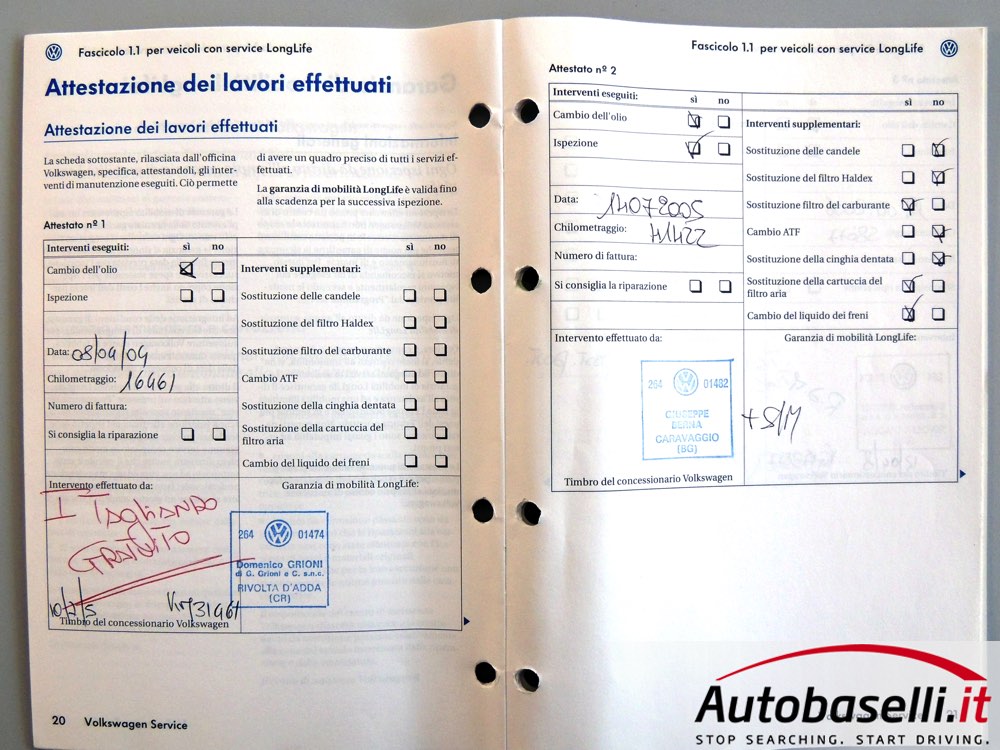 Fascicolo 1.1 per veicoli con service LongLife
Attestazione dei lavori effettuati
Attestazione dei lavori effettuati
La scheda sottostante, rilasciata dall'officina
Volkswagen, specifica, attestandoli, gli inter-
venti di manutenzione eseguiti. Ciò permette
di avere un quadro preciso di tutti i servizi ef-
fettuati.
La garanzia di mobilità LongLife è valida fino
alla scadenza per la successiva ispezione.
Attestato nº 1
Interventi eseguiti: sì no
sì no
Cambio dell'olio
Interventi supplementari:
Ispezione
Sostituzione delle candele
Sostituzione del filtro Haldex
Data: 08/04/04
Sostituzione filtro del carburante
Chilometraggio: 16461
Cambio ATF
Numero di fattura:
Sostituzione della cinghia dentata
Si consiglia la riparazione
Sostituzione della cartuccia del
filtro aria
Cambio del liquido dei freni
Intervento effettuato da:
Garanzia di mobilità LongLife:
I TAGLIANDO
GRATUITO
264 01474
Domenico GRIONI
di G. Grioni e C. s.n.c.
RIVOLTA D'ADDA
(CR)
10/2/5 Km 31961
Timbro del concessionario Volkswagen
20 Volkswagen Service
Fascicolo 1.1 per veicoli con service LongLife
Attestato nº 2
Interventi eseguiti: sì no
sì no
Cambio dell'olio
Interventi supplementari:
Ispezione
Sostituzione delle candele
Sostituzione del filtro Haldex
Data: 14072005
Sostituzione filtro del carburante
Chilometraggio: 41422
Cambio ATF
Numero di fattura:
Sostituzione della cinghia dentata
Si consiglia la riparazione
Sostituzione della cartuccia del
filtro aria
Cambio del liquido dei freni
Intervento effettuato da:
Garanzia di mobilità LongLife:
264 01482
GIUSEPPE
BERNA
CARAVAGGIO
(BG)
Timbro del concessionario Volkswagen
Autobaselli.it
STOP SEARCHING. START DRIVING.